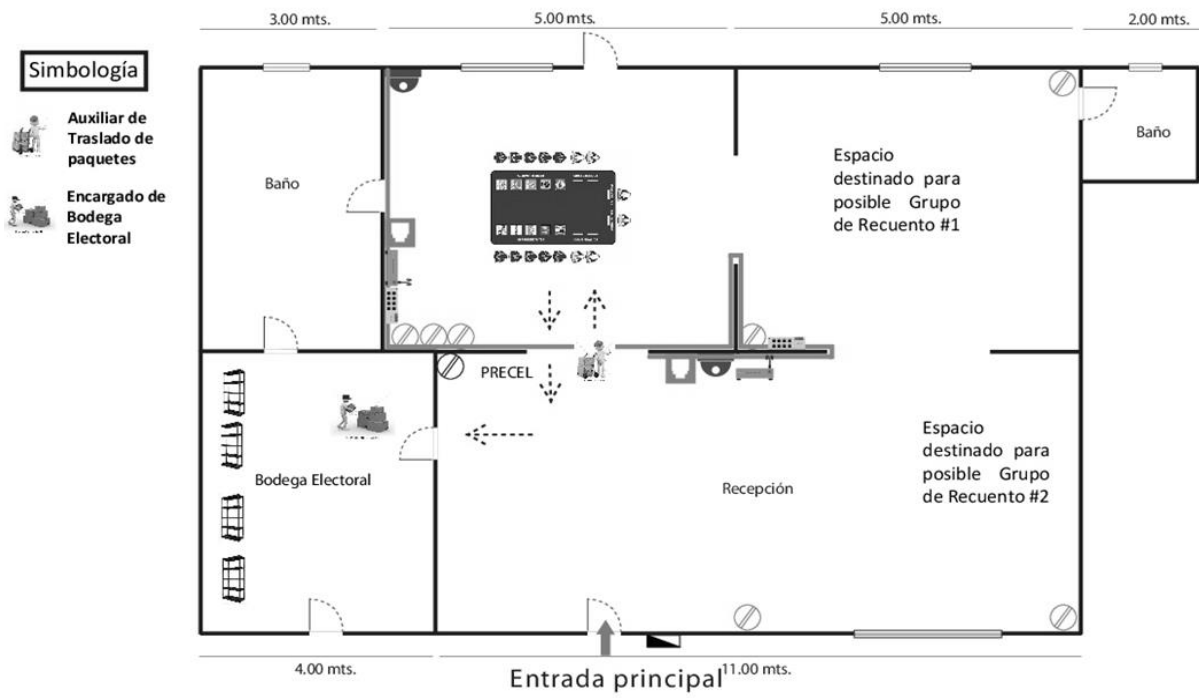 3.00 mts.
5.00 mts.
5.00 mts.
2.00 mts.
Simbología
Auxiliar de
Traslado de
paquetes
Encargado de
Bodega
Electoral
Baño
Espacio
destinado para
posible Grupo
de Recuento #1
Baño
PRECEL
Bodega Electoral
Recepción
Espacio
destinado para
posible Grupo
de Recuento #2
4.00 mts.
Entrada principal
11.00 mts.